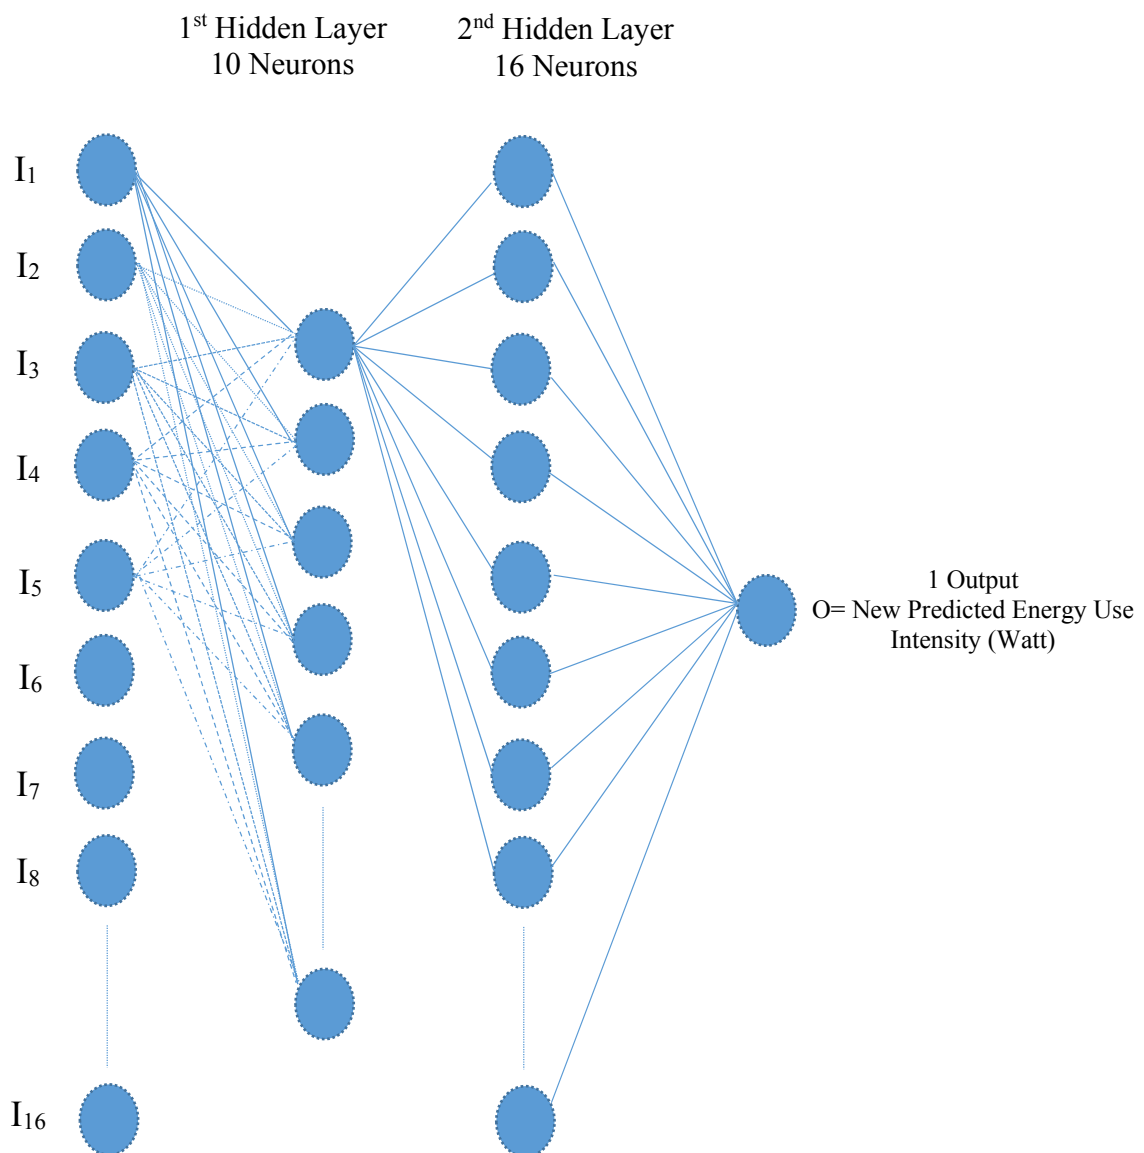 1st Hidden Layer
10 Neurons
2nd Hidden Layer
16 Neurons
I1
I2
I3
I4
I5
I6
I7
I8
I16
1 Output
O= New Predicted Energy Use
Intensity (Watt)